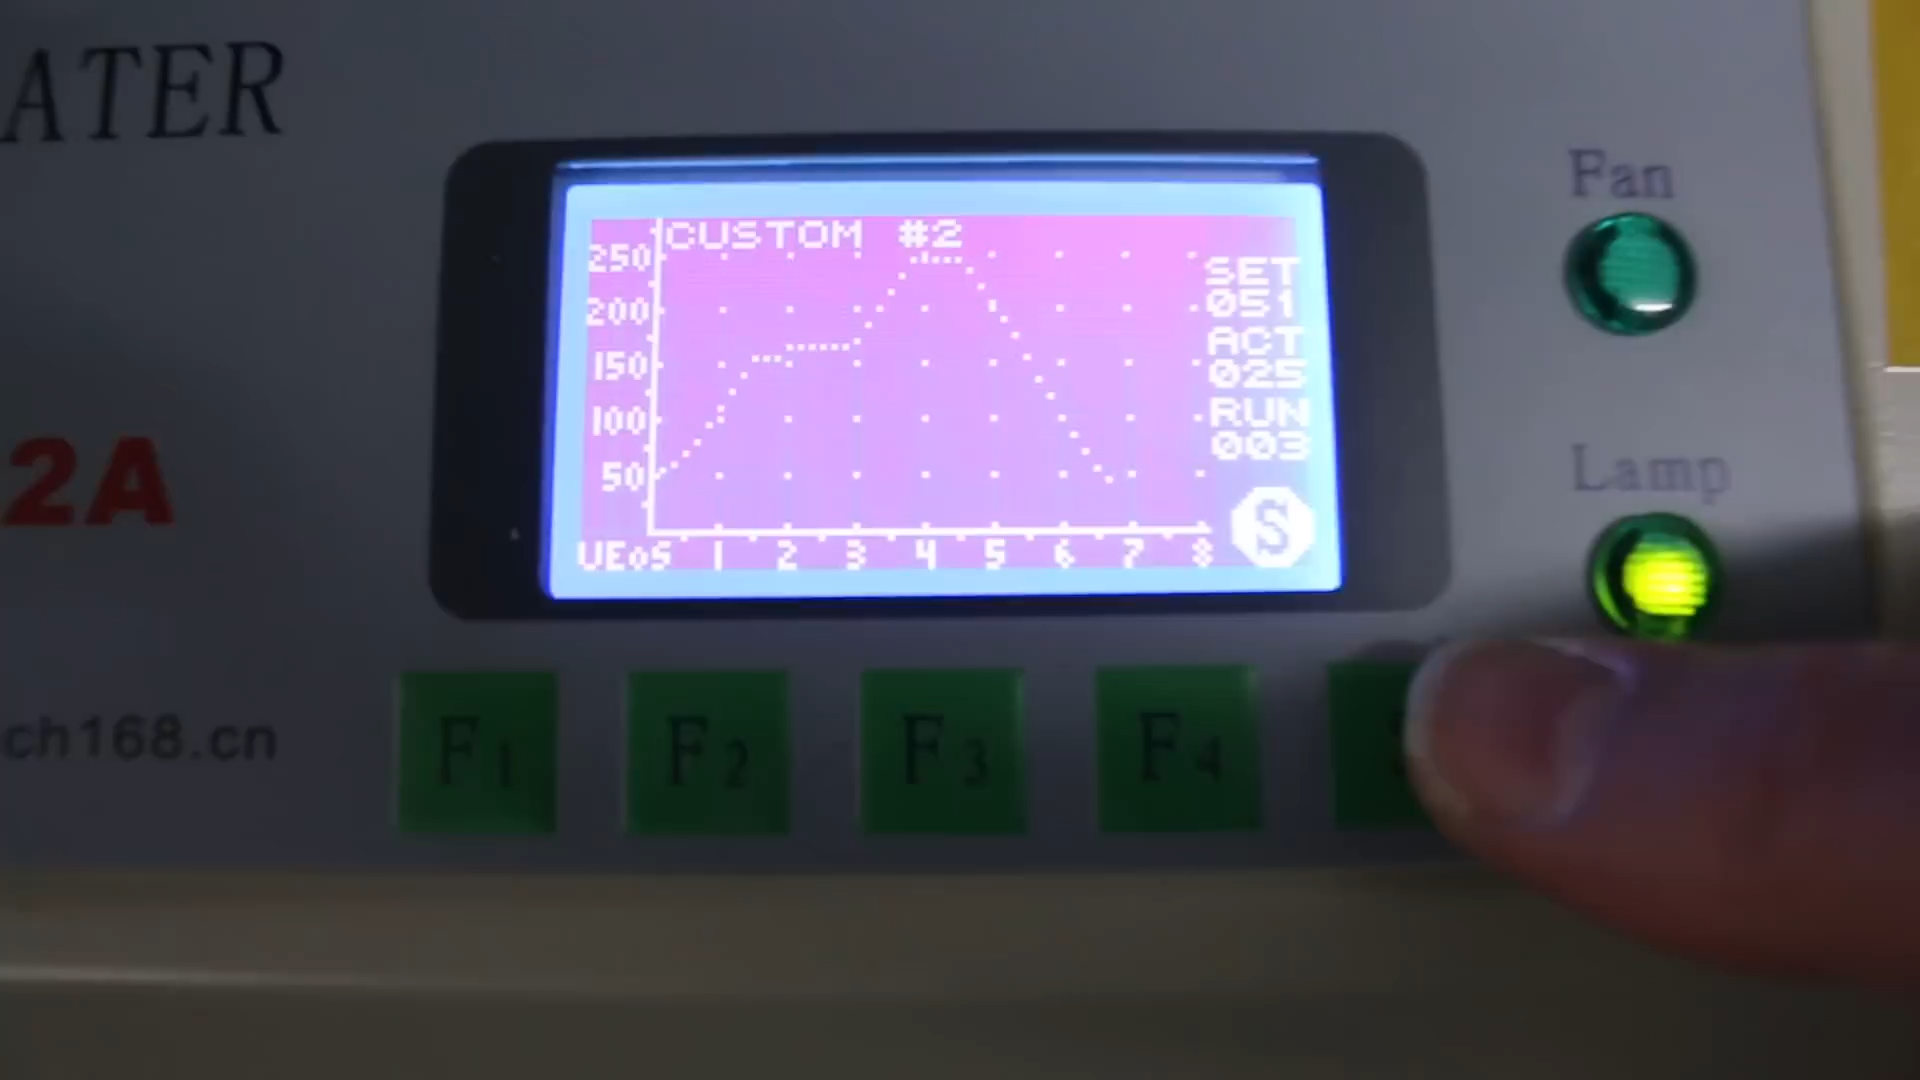 ATER
2A
ch168.cn
CUSTOM #2
250
200
150
100
50
UEoS 1 2 3 4 5 6 7 8
SET
051
ACT
025
RUN
003
S
Fan
Lamp
F1
F2
F3
F4